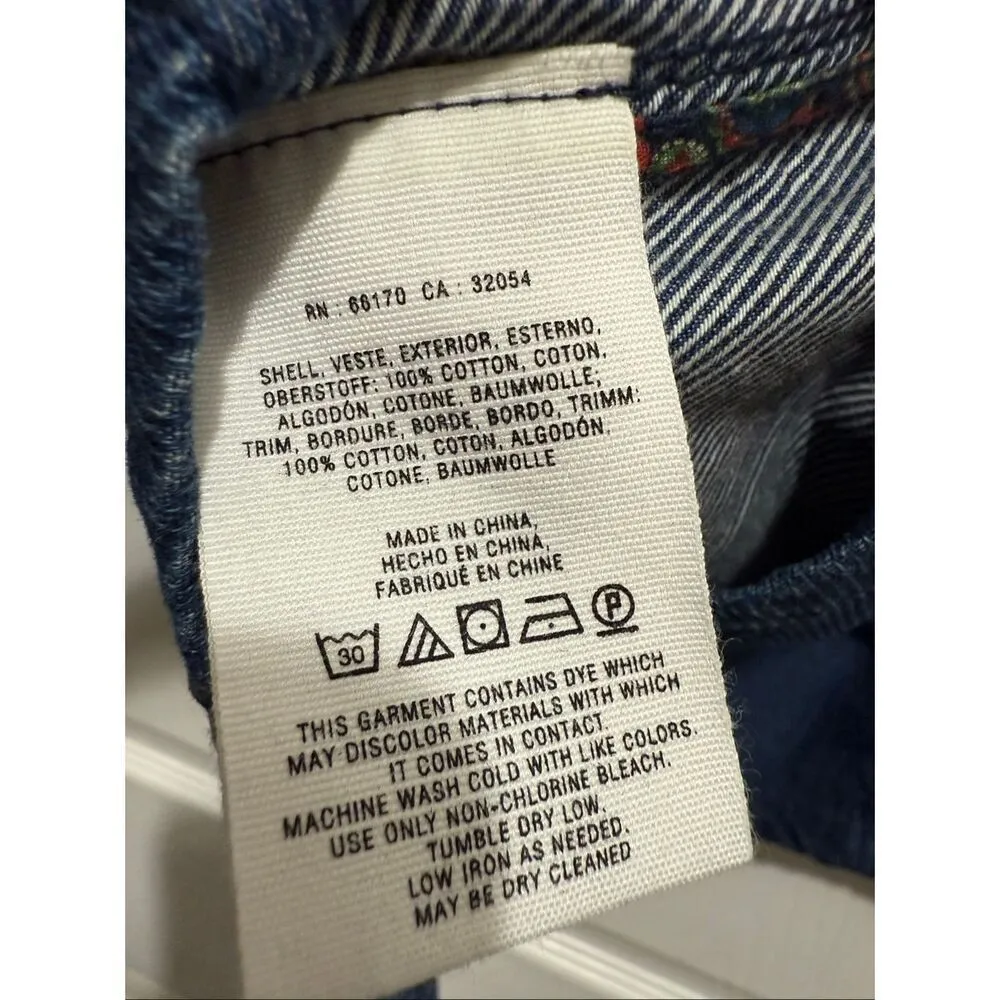 RN : 66170 CA : 32054
SHELL, VESTE, EXTERIOR, ESTERNO,
OBERSTOFF: 100% COTTON, COTON,
ALGODÓN, COTONE, BAUMWOLLE,
TRIM, BORDURE, BORDE, BORDO, TRIMM:
100% COTTON, COTON, ALGODÓN,
COTONE, BAUMWOLLE
MADE IN CHINA,
HECHO EN CHINA,
FABRIQUÉ EN CHINE
30 P
THIS GARMENT CONTAINS DYE WHICH
MAY DISCOLOR MATERIALS WITH WHICH
IT COMES IN CONTACT.
MACHINE WASH COLD WITH LIKE COLORS.
USE ONLY NON-CHLORINE BLEACH.
TUMBLE DRY LOW.
LOW IRON AS NEEDED.
MAY BE DRY CLEANED